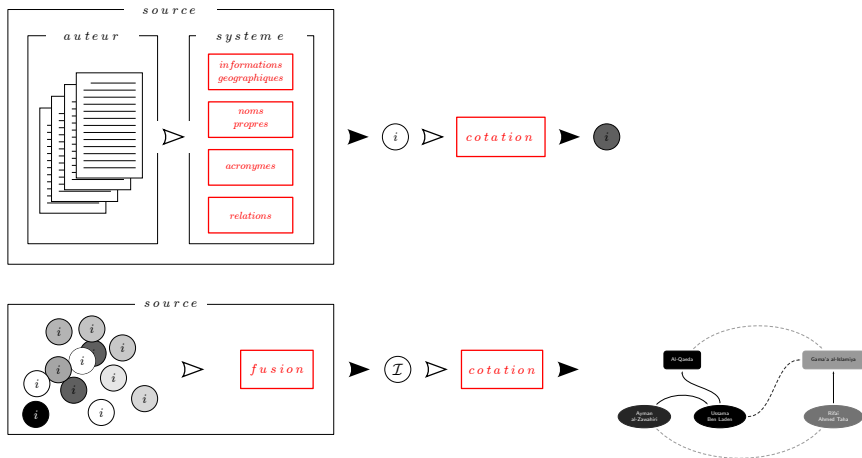 source
auteur
systeme
informations
geographiques
noms
propres
acronymes
relations
i
cotation
i
source
i
i
i
i
i
i
i
i
i
i
i
i
fusion
I
cotation
Al-Qaeda
Gama'a al-Islamiya
Ayman
al-Zawahiri
Ussama
Ben Laden
Rifai
Ahmed Taha